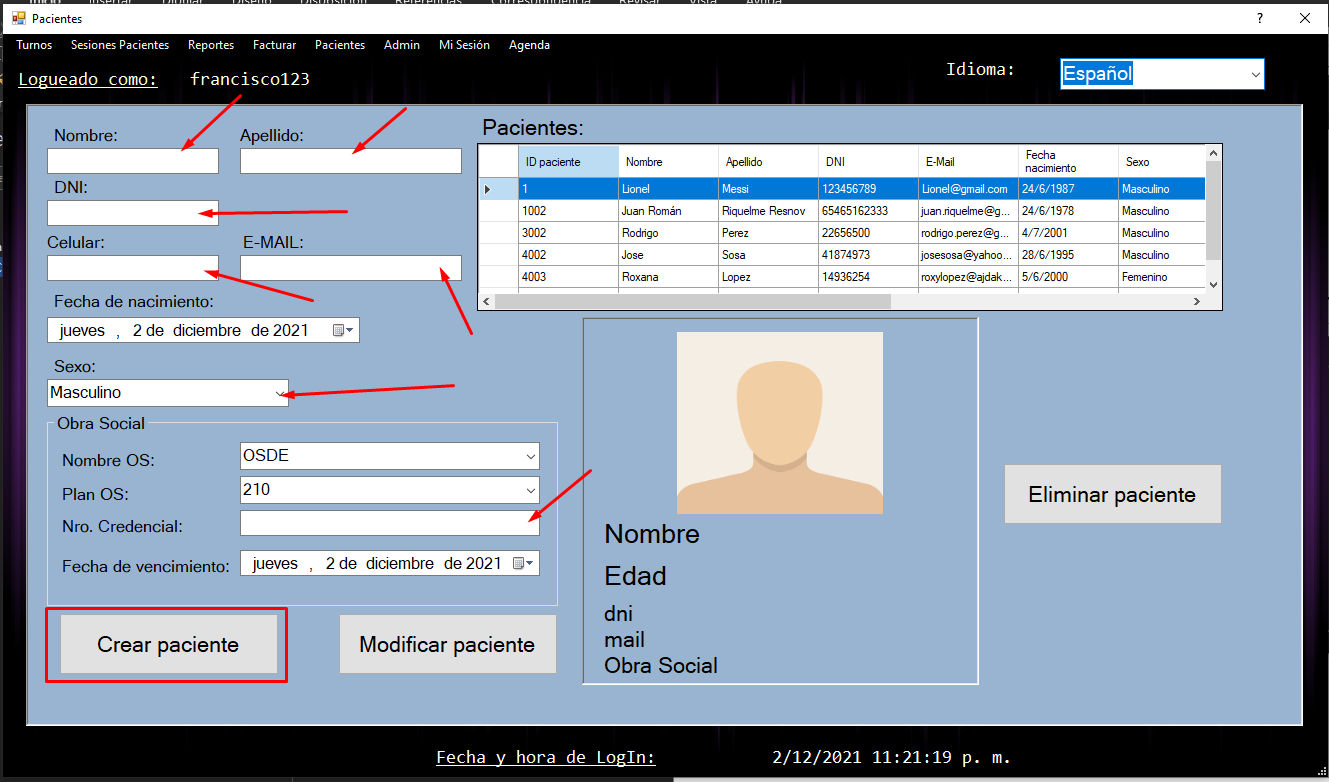 Pacientes
Turnos Sesiones Pacientes Reportes Facturar Pacientes Admin Mi Sesión Agenda
Logueado como: francisco123
Idioma: Español
Nombre: Apellido:
DNI:
Celular: E-MAIL:
Fecha de nacimiento:
jueves , 2 de diciembre de 2021
Sexo:
Masculino
Obra Social
Nombre OS: OSDE
Plan OS: 210
Nro. Credencial:
Fecha de vencimiento: jueves , 2 de diciembre de 2021
Crear paciente
Modificar paciente
Pacientes:
ID paciente Nombre Apellido DNI E-Mail Fecha nacimiento Sexo
1 Lionel Messi 123456789 Lionel@gmail.com 24/6/1987 Masculino
1002 Juan Román Riquelme Resnov 65465162333 juan.riquelme@g... 24/6/1978 Masculino
3002 Rodrigo Perez 22656500 rodrigo.perez@g... 4/7/2001 Masculino
4002 Jose Sosa 41874973 josesosa@yahoo... 28/6/1995 Masculino
4003 Roxana Lopez 14936254 roxylopez@ajdak... 5/6/2000 Femenino
Nombre
Edad
dni
mail
Obra Social
Eliminar paciente
Fecha y hora de LogIn: 2/12/2021 11:21:19 p. m.